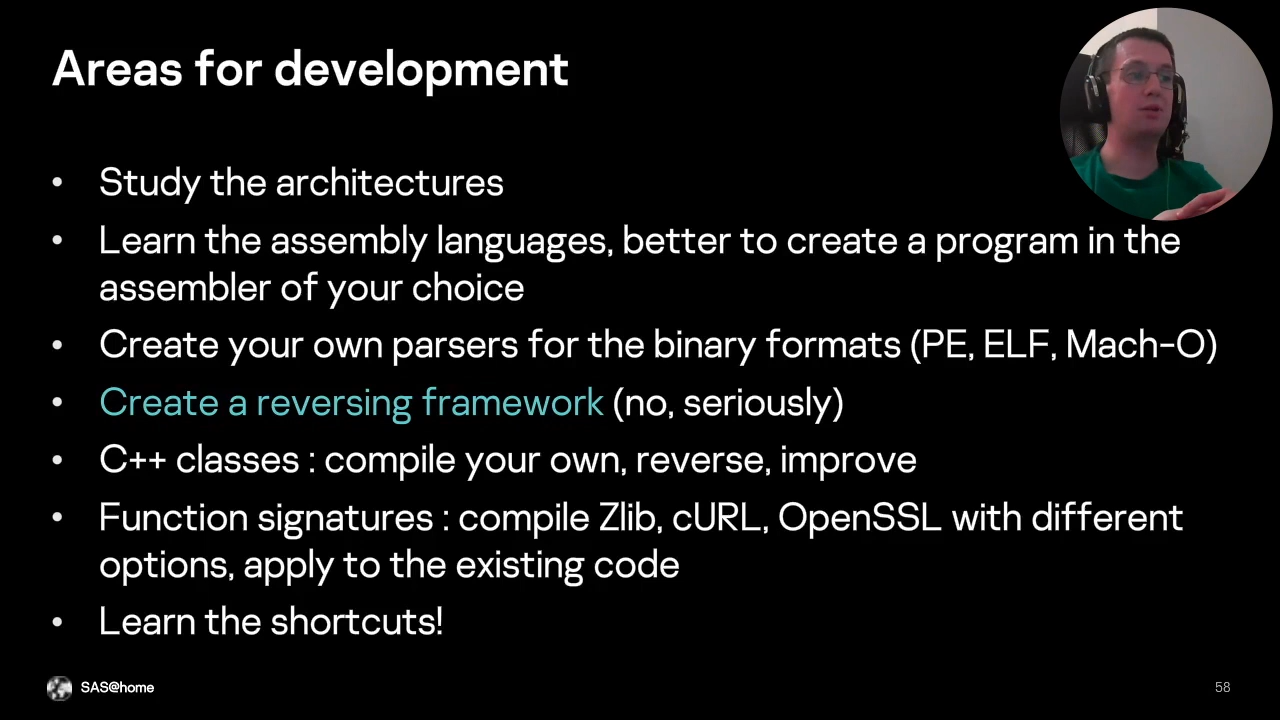 Areas for development
• Study the architectures
• Learn the assembly languages, better to create a program in the
assembler of your choice
• Create your own parsers for the binary formats (PE, ELF, Mach-O)
• Create a reversing framework (no, seriously)
• C++ classes : compile your own, reverse, improve
• Function signatures : compile Zlib, cURL, OpenSSL with different
options, apply to the existing code
• Learn the shortcuts!
SAS@home
58